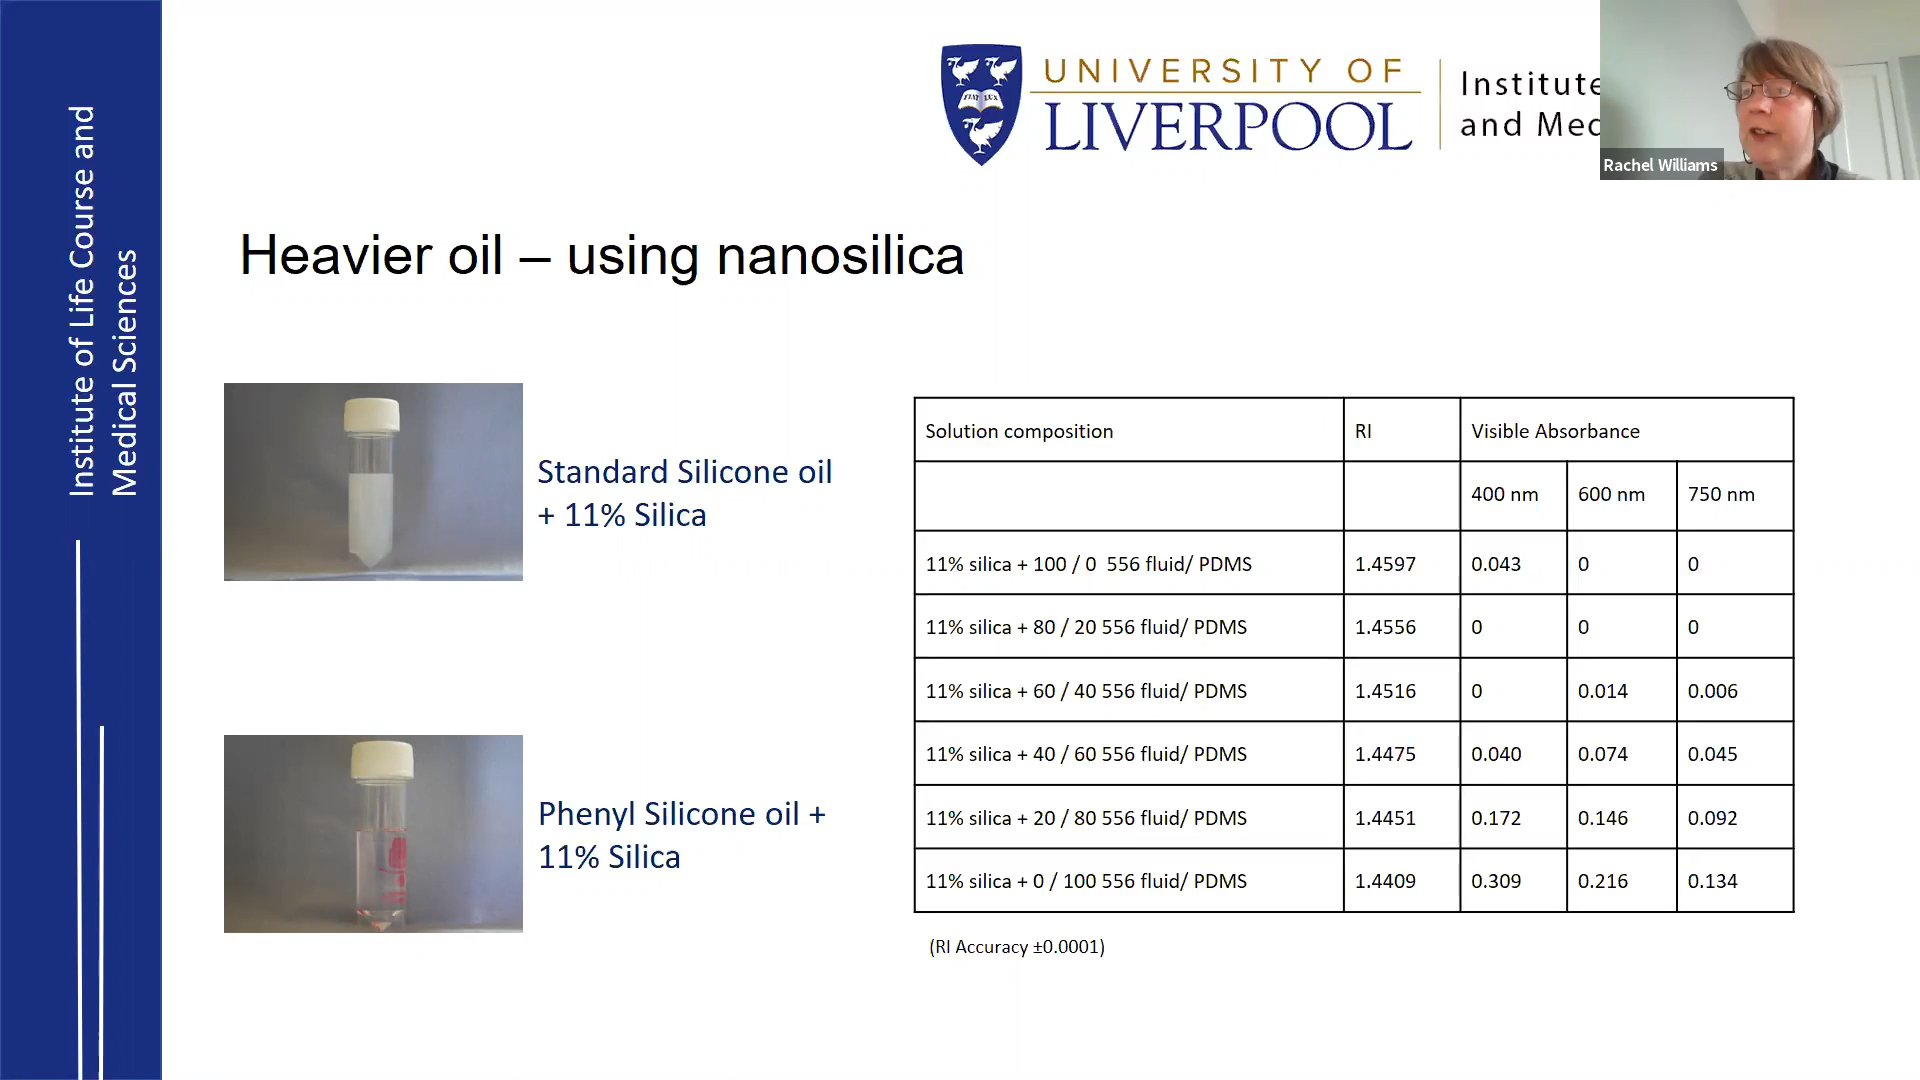 Institute of Life Course and
Medical Sciences
FIAT LUX
UNIVERSITY OF
LIVERPOOL
Institute
and Med
Rachel Williams
Heavier oil – using nanosilica
Standard Silicone oil
+ 11% Silica
Phenyl Silicone oil +
11% Silica
Solution composition RI Visible Absorbance
400 nm 600 nm 750 nm
11% silica + 100 / 0 556 fluid/ PDMS 1.4597 0.043 0 0
11% silica + 80 / 20 556 fluid/ PDMS 1.4556 0 0 0
11% silica + 60 / 40 556 fluid/ PDMS 1.4516 0 0.014 0.006
11% silica + 40 / 60 556 fluid/ PDMS 1.4475 0.040 0.074 0.045
11% silica + 20 / 80 556 fluid/ PDMS 1.4451 0.172 0.146 0.092
11% silica + 0 / 100 556 fluid/ PDMS 1.4409 0.309 0.216 0.134
(RI Accuracy ±0.0001)